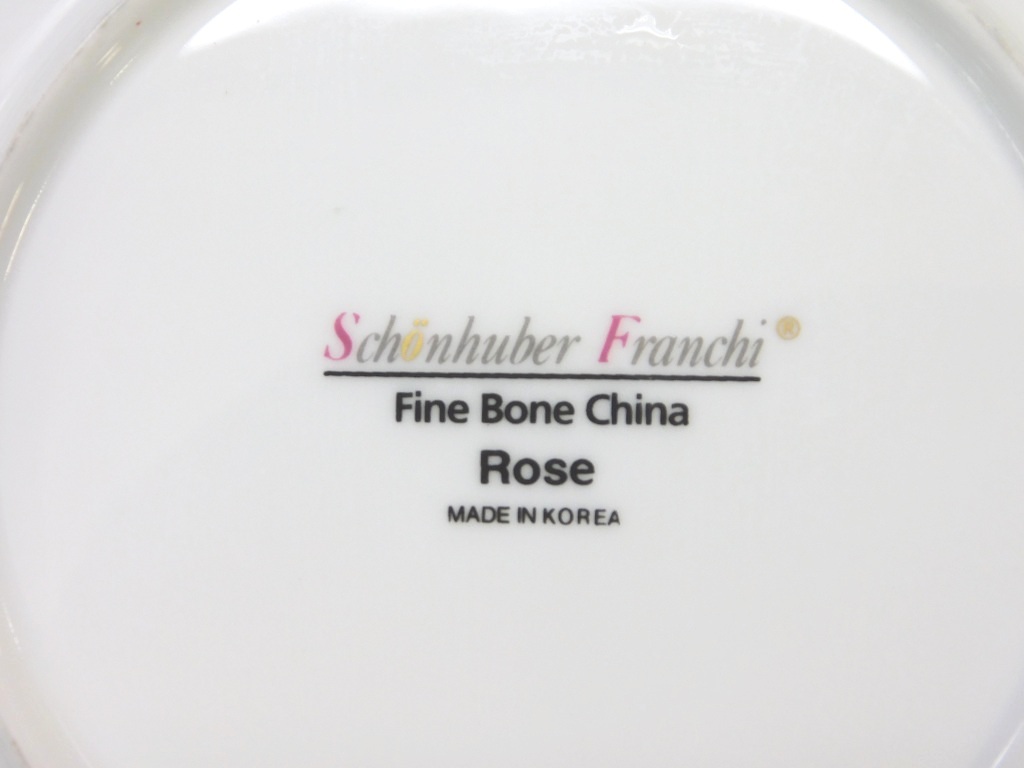 Schönhuber Franchi ®
Fine Bone China
Rose
MADE IN KOREA